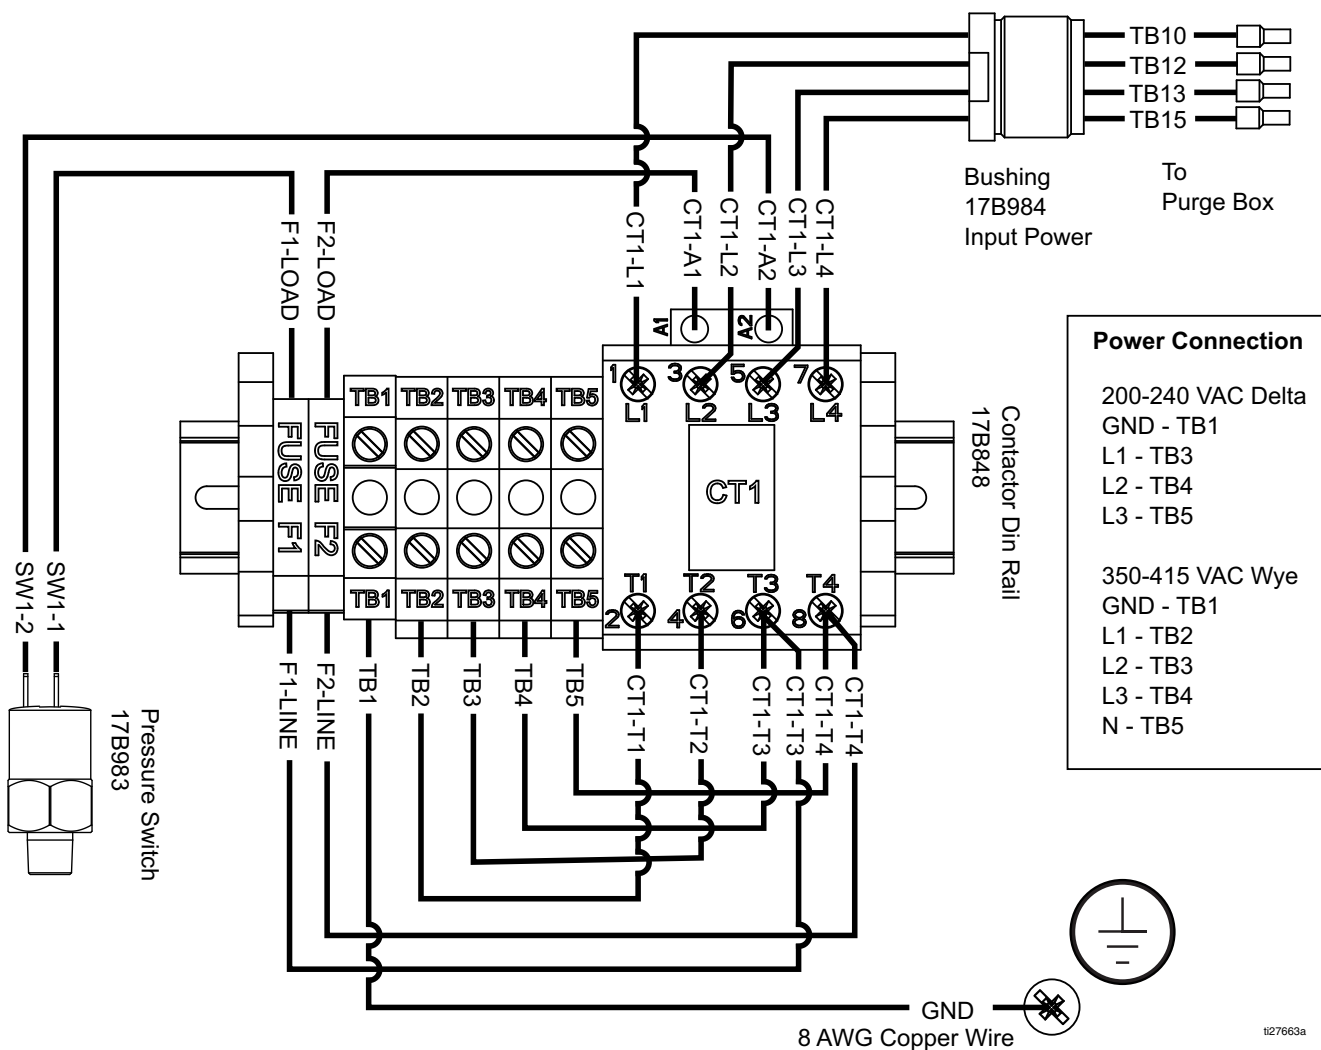 TB10
TB12
TB13
TB15
Bushing
17B984
Input Power
To
Purge Box
F1-LOAD
F2-LOAD
CT1-L1
CT1-A1
CT1-L2
CT1-A2
CT1-L3
CT1-L4
A1
A2
1
3
5
7
L1
L2
L3
L4
TB1
TB2
TB3
TB4
TB5
FUSE F1
FUSE F2
CT1
T1
T2
T3
T4
2
4
6
8
TB1
TB2
TB3
TB4
TB5
Contactor Din Rail
17B848
Power Connection
200-240 VAC Delta
GND - TB1
L1 - TB3
L2 - TB4
L3 - TB5
350-415 VAC Wye
GND - TB1
L1 - TB2
L2 - TB3
L3 - TB4
N - TB5
SW1-2
SW1-1
F1-LINE
F2-LINE
TB1
TB2
TB3
TB4
TB5
CT1-T1
CT1-T2
CT1-T3
CT1-T3
CT1-T4
CT1-T4
Pressure Switch
17B983
GND
8 AWG Copper Wire
ti27663a